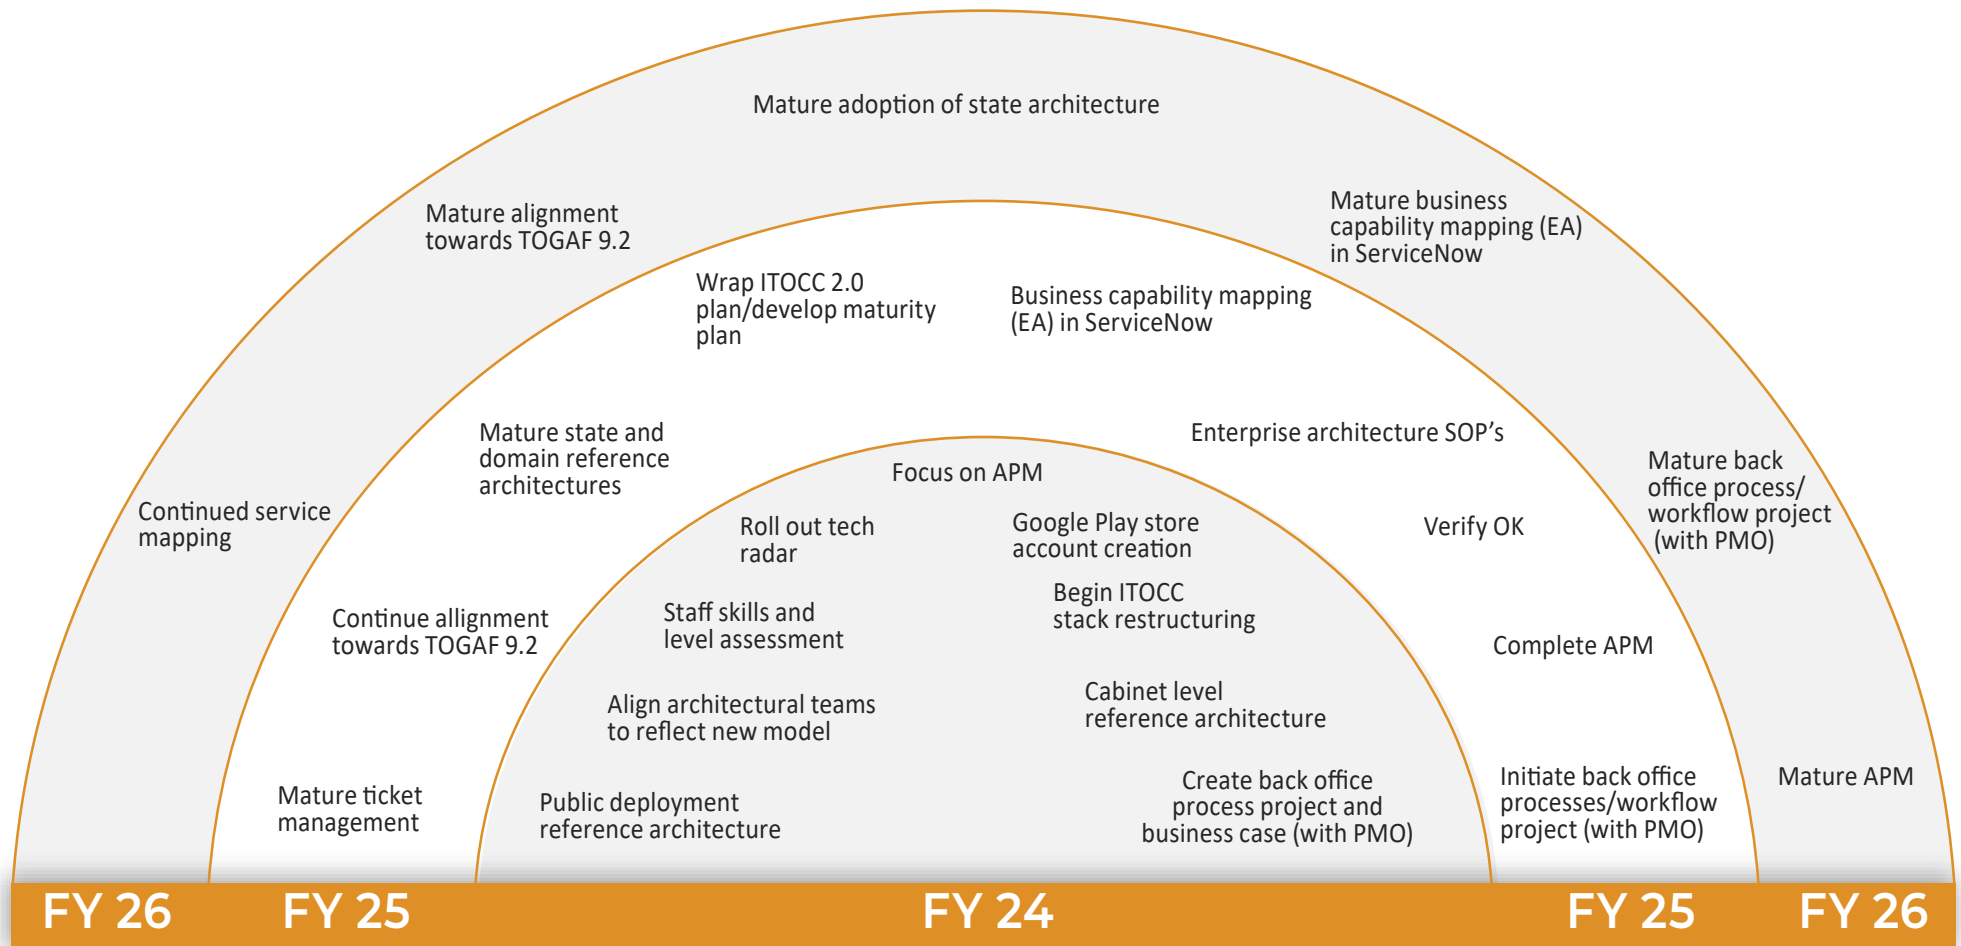 Mature adoption of state architecture
Mature alignment
towards TOGAF 9.2
Mature business
capability mapping (EA)
in ServiceNow
Wrap ITOCC 2.0
plan/develop maturity
plan
Business capability mapping
(EA) in ServiceNow
Mature state and
domain reference
architectures
Enterprise architecture SOP's
Focus on APM
Mature back
office process/
workflow project
(with PMO)
Continued service
mapping
Roll out tech
radar
Google Play store
account creation
Verify OK
Continue allignment
towards TOGAF 9.2
Staff skills and
level assessment
Begin ITOCC
stack restructuring
Complete APM
Align architectural teams
to reflect new model
Cabinet level
reference architecture
Mature ticket
management
Public deployment
reference architecture
Create back office
process project and
business case (with PMO)
Initiate back office
processes/workflow
project (with PMO)
Mature APM
FY 26
FY 25
FY 24
FY 25
FY 26